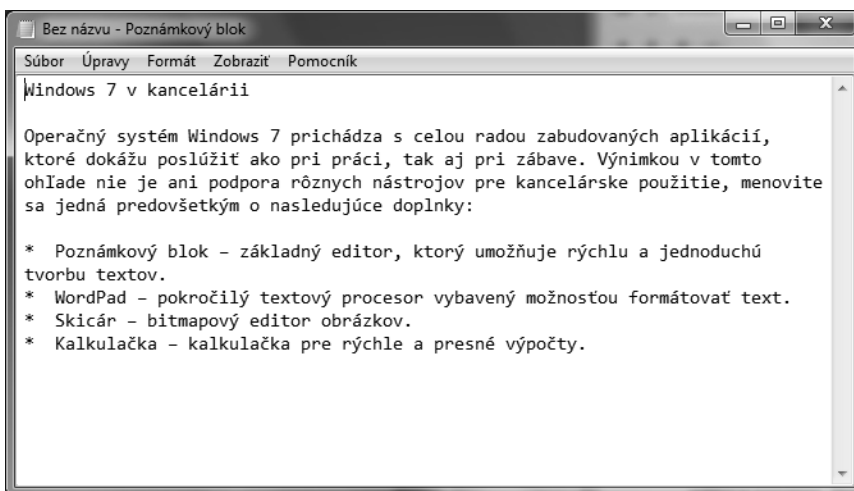 Bez názvu - Poznámkový blok
Súbor Úpravy Formát Zobraziť Pomocník
Windows 7 v kancelárii
Operačný systém Windows 7 prichádza s celou radou zabudovaných aplikácií,
ktoré dokážu poslúžiť ako pri práci, tak aj pri zábave. Výnimkou v tomto
ohľade nie je ani podpora rôznych nástrojov pre kancelárske použitie, menovite
sa jedná predovšetkým o nasledujúce doplnky:
* Poznámkový blok – základný editor, ktorý umožňuje rýchlu a jednoduchú
tvorbu textov.
* WordPad – pokročilý textový procesor vybavený možnosťou formátovať text.
* Skicár – bitmapový editor obrázkov.
* Kalkulačka – kalkulačka pre rýchle a presné výpočty.